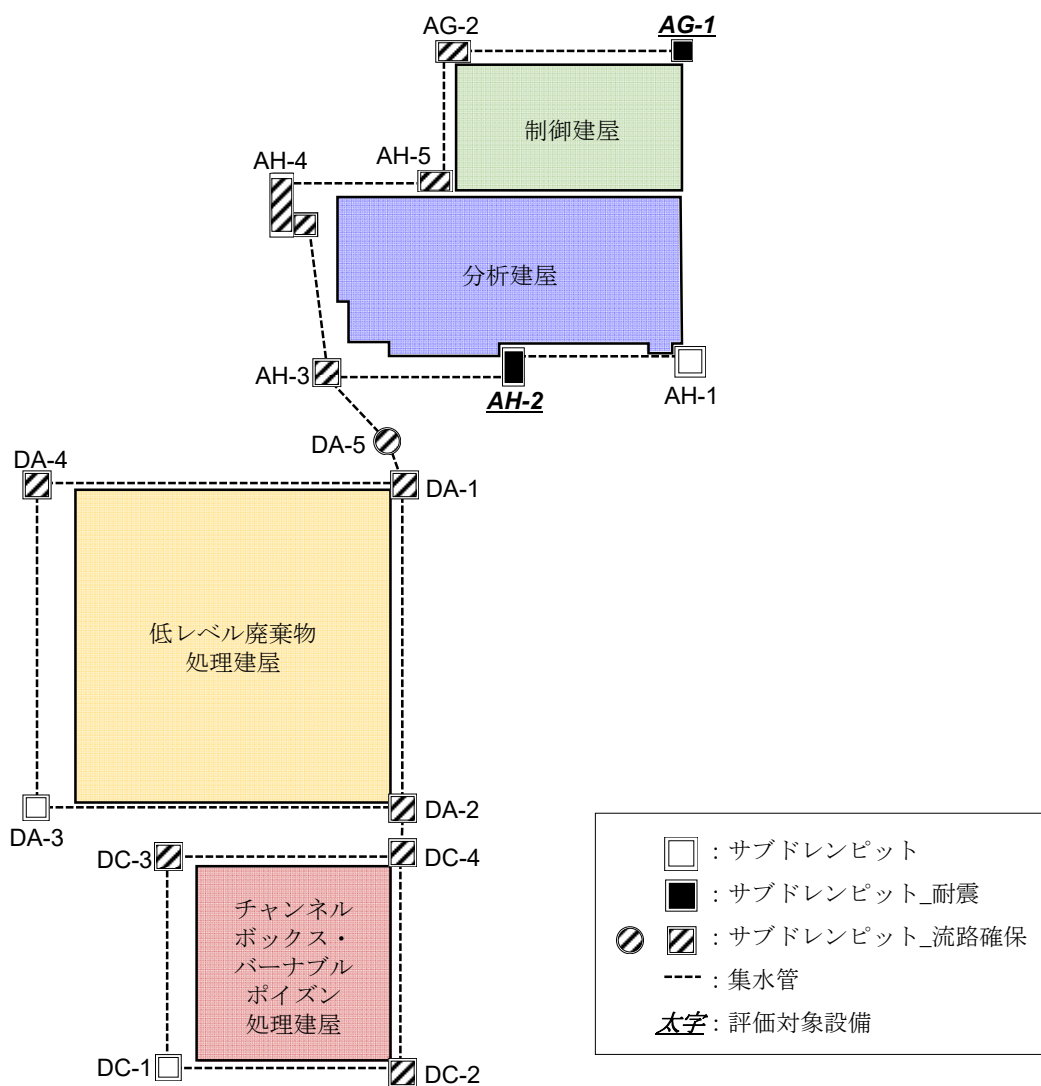 AG-2
AG-1
制御建屋
AH-5
AH-4
分析建屋
AH-3
AH-2
AH-1
DA-5
DA-4
DA-1
低レベル廃棄物
処理建屋
DA-3
DA-2
DC-3
DC-4
チャンネル
ボックス・
バーナブル
ポイズン
処理建屋
DC-1
DC-2
：サブドレンピット
：サブドレンピット_耐震
：サブドレンピット_流路確保
：集水管
太字：評価対象設備